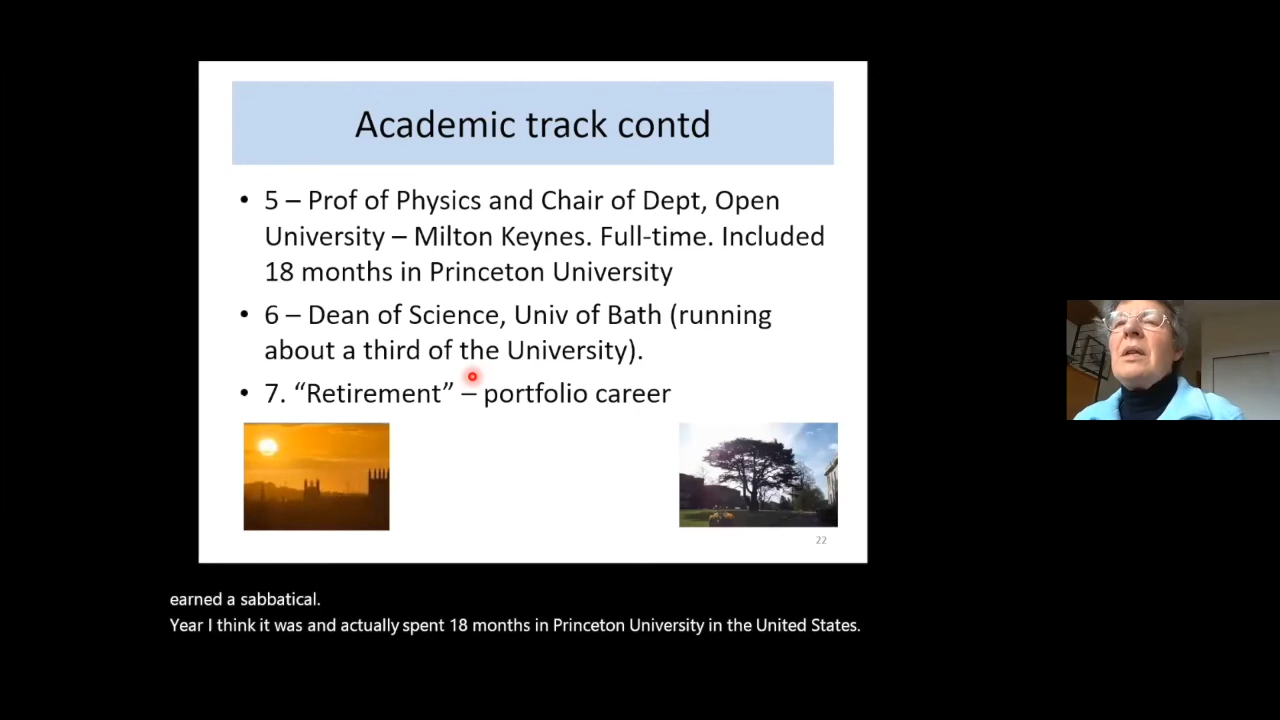 Academic track contd
• 5 – Prof of Physics and Chair of Dept, Open
University – Milton Keynes. Full-time. Included
18 months in Princeton University
• 6 – Dean of Science, Univ of Bath (running
about a third of the University).
• 7. “Retirement” – portfolio career
22
earned a sabbatical.
Year I think it was and actually spent 18 months in Princeton University in the United States.